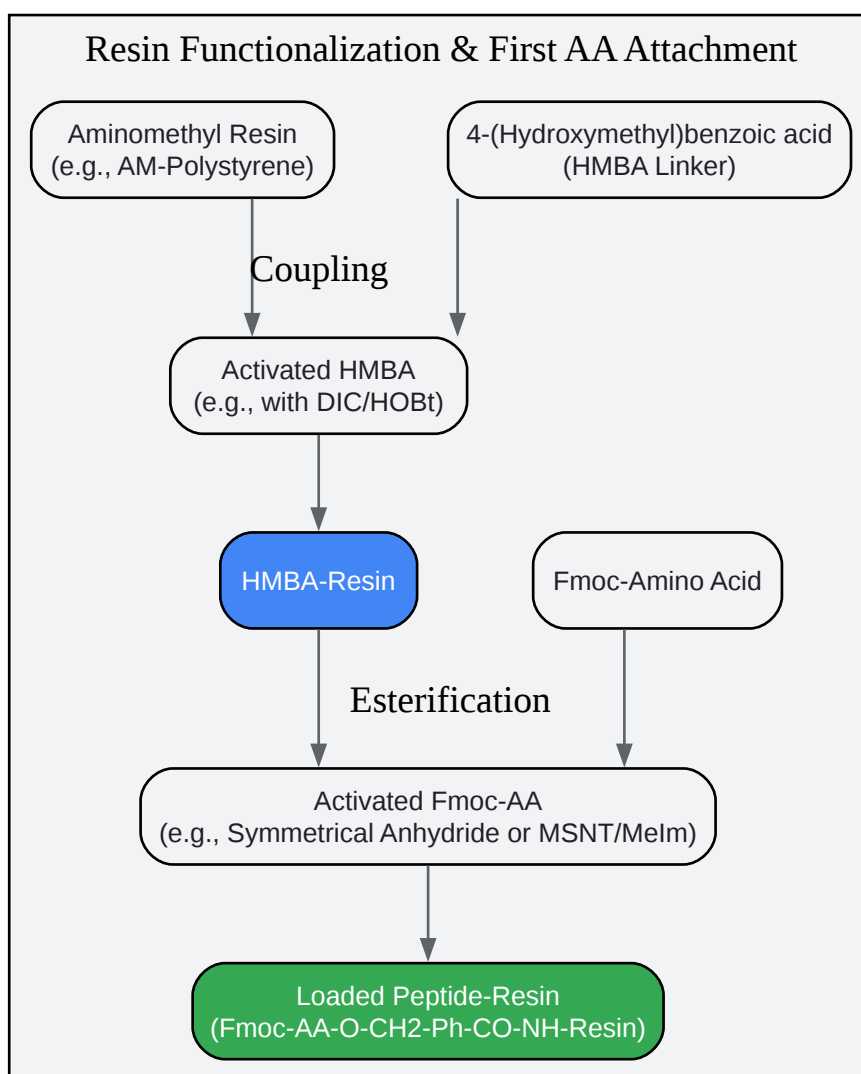 Resin Functionalization & First AA Attachment
Aminomethyl Resin
(e.g., AM-Polystyrene)
4-(Hydroxymethyl)benzoic acid
(HMBA Linker)
Coupling
Activated HMBA
(e.g., with DIC/HOBt)
HMBA-Resin
Fmoc-Amino Acid
Esterification
Activated Fmoc-AA
(e.g., Symmetrical Anhydride or MSNT/MeIm)
Loaded Peptide-Resin
(Fmoc-AA-O-CH2-Ph-CO-NH-Resin)